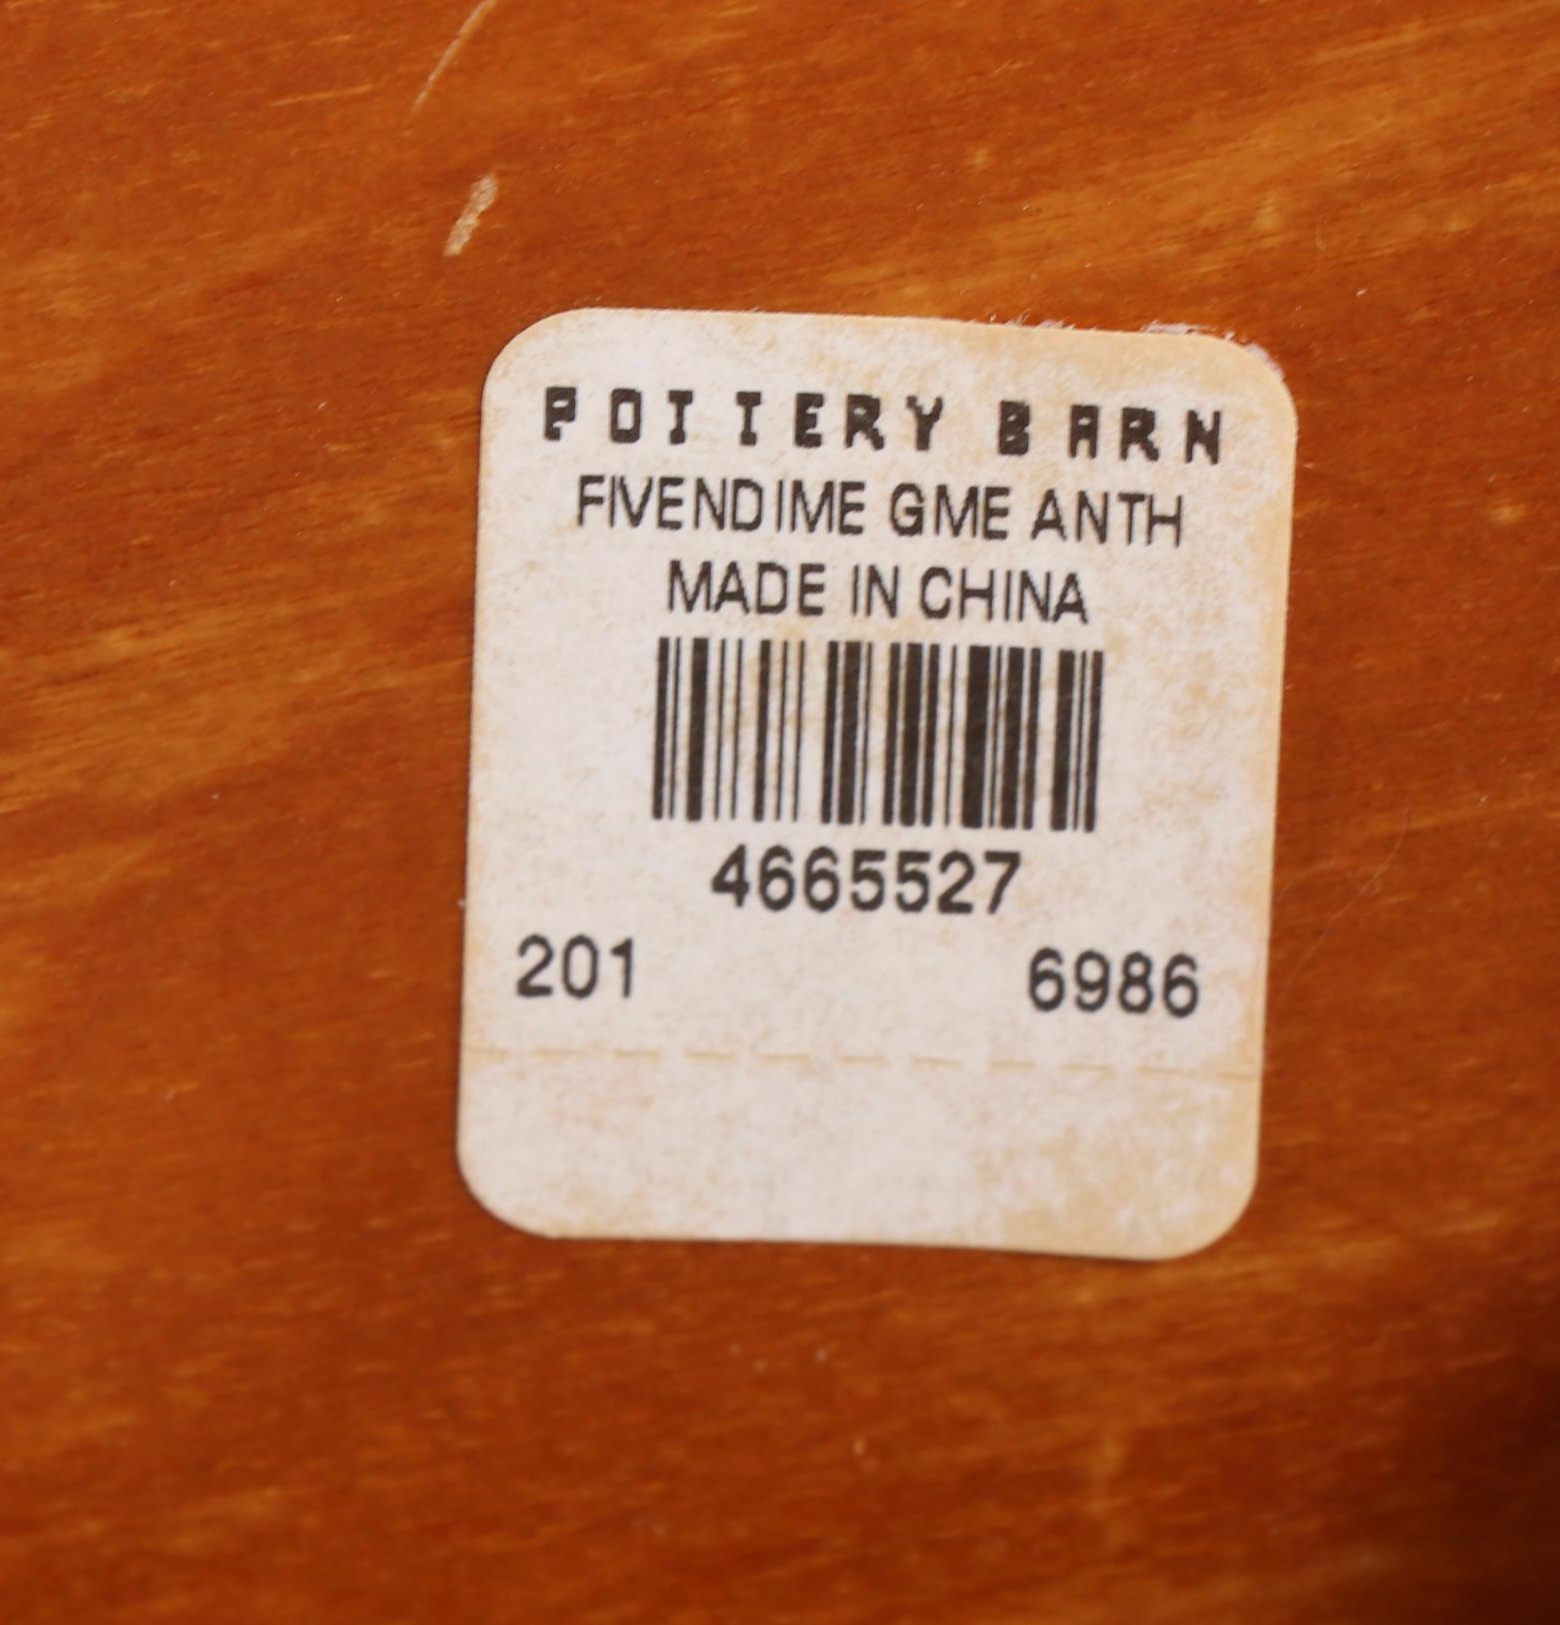 POTTERY BARN
FIVENDIME GME ANTH
MADE IN CHINA
4665527
201 6986